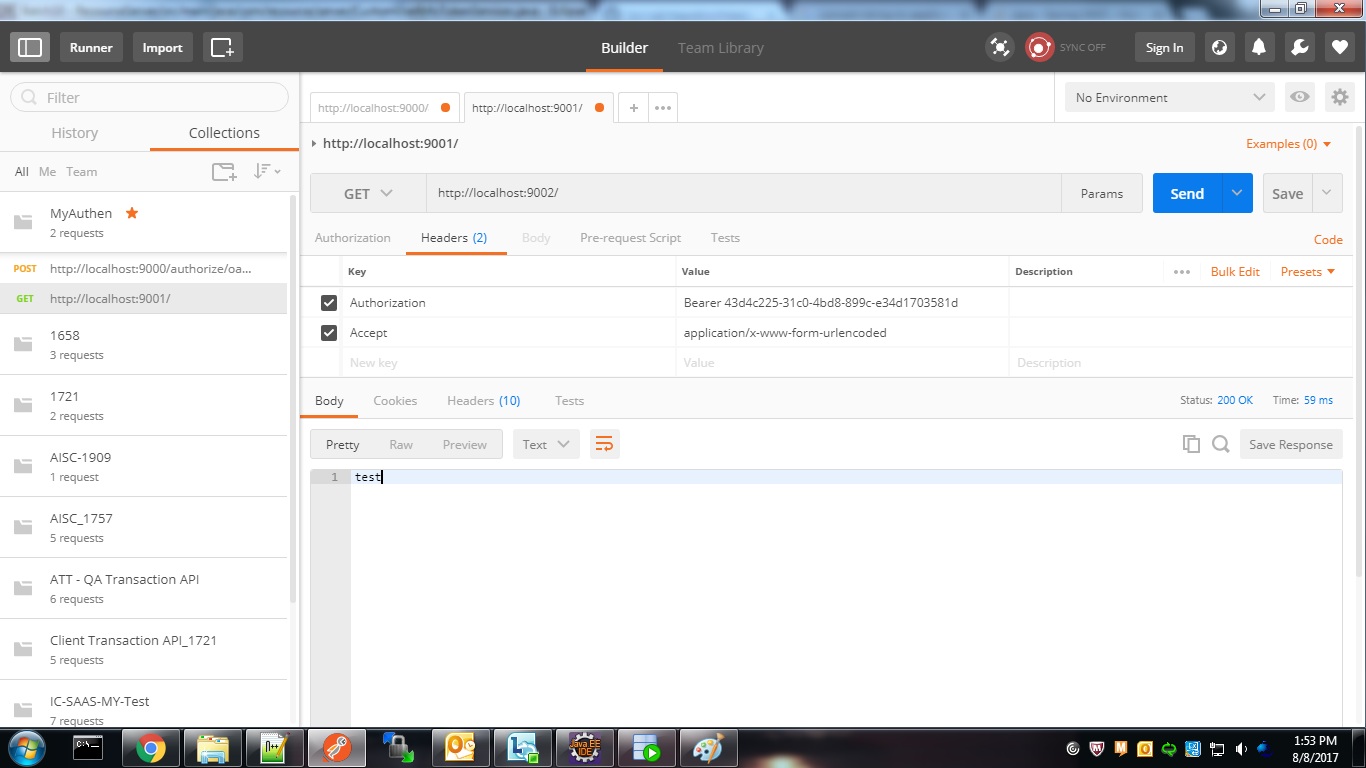 Runner
Import
Builder
Team Library
SYNC OFF
Sign In
Filter
History
Collections
All Me Team
MyAuthen
2 requests
POST http://localhost:9000/authorize/oa...
GET http://localhost:9001/
1658
3 requests
1721
2 requests
AISC-1909
1 request
AISC_1757
5 requests
ATT - QA Transaction API
6 requests
Client Transaction API_1721
5 requests
IC-SAAS-MY-Test
7 requests
http://localhost:9000/
http://localhost:9001/
No Environment
http://localhost:9001/
Examples (0)
GET http://localhost:9002/ Params Send Save
Authorization Headers (2) Body Pre-request Script Tests Code
Key Value Description Bulk Edit Presets
Authorization Bearer 43d4c225-31c0-4bd8-899c-e34d1703581d
Accept application/x-www-form-urlencoded
New key Value Description
Body Cookies Headers (10) Tests Status: 200 OK Time: 59 ms
Pretty Raw Preview Text Save Response
1 test
C:\
Java EE
IDE
1:53 PM
8/8/2017